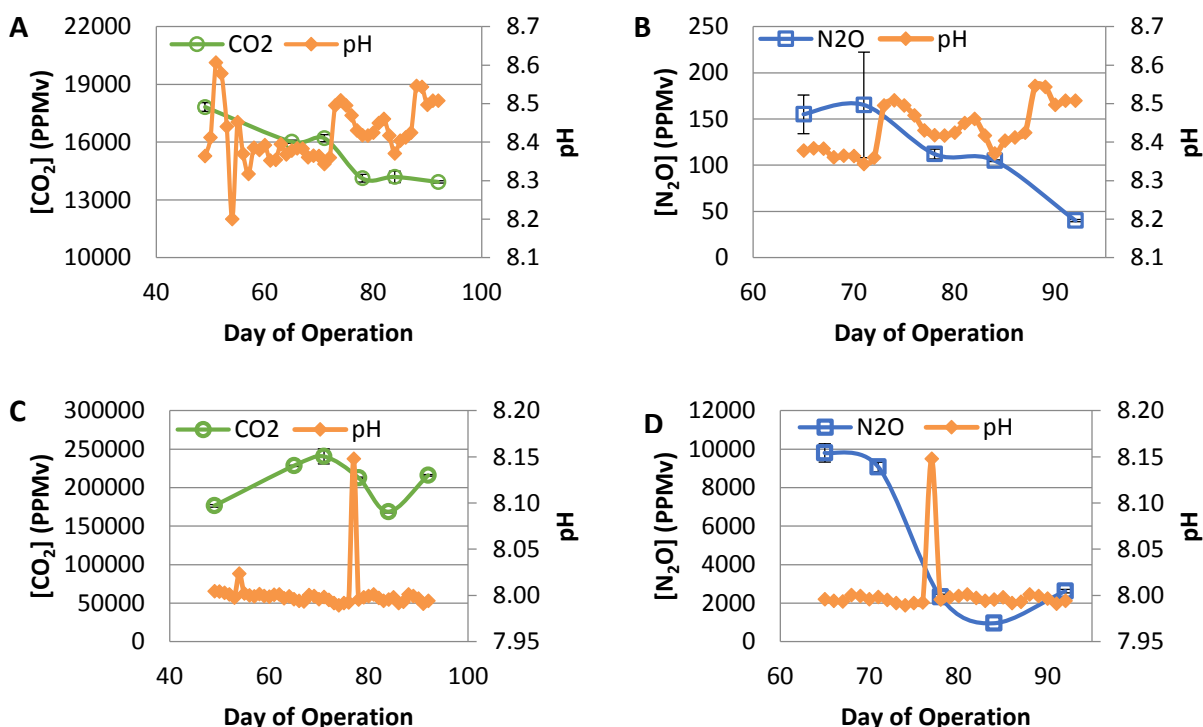 A
CO2 pH
[CO₂] (PPMv)
22000
19000
16000
13000
10000
8.7
8.6
8.5
8.4
8.3
8.2
8.1
pH
40 60 80 100
Day of Operation
B
N2O pH
[N₂O] (PPMv)
250
200
150
100
50
0
8.7
8.6
8.5
8.4
8.3
8.2
8.1
pH
60 70 80 90
Day of Operation
C
CO2 pH
[CO₂] (PPMv)
300000
250000
200000
150000
100000
50000
0
8.20
8.15
8.10
8.05
8.00
7.95
pH
40 60 80 100
Day of Operation
D
N2O pH
[N₂O] (PPMv)
12000
10000
8000
6000
4000
2000
0
8.20
8.15
8.10
8.05
8.00
7.95
pH
60 70 80 90
Day of Operation